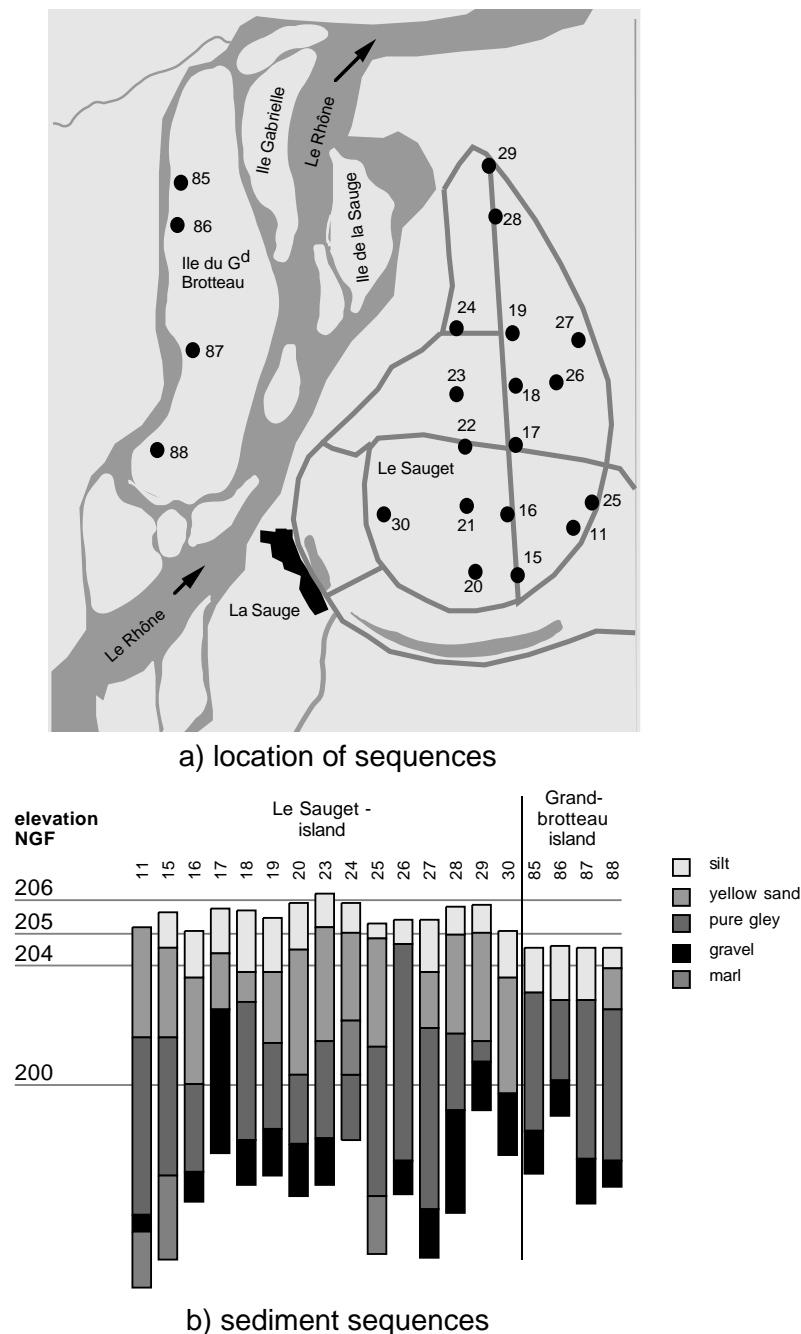 29
28
85
86
Ile Gabrielle
Le Rhône
Ile de la Sauge
Ile du Gd
Brotteau
24
19
27
87
23
18
26
22
17
88
Le Sauget
30
21
16
25
11
20
15
La Sauge
Le Rhône
a) location of sequences
elevation
NGF
Le Sauget -
island
Grand-
brotteau
island
11
15
16
17
18
19
20
23
24
25
26
27
28
29
30
85
86
87
88
206
205
204
200
silt
yellow sand
pure gley
gravel
marl
b) sediment sequences